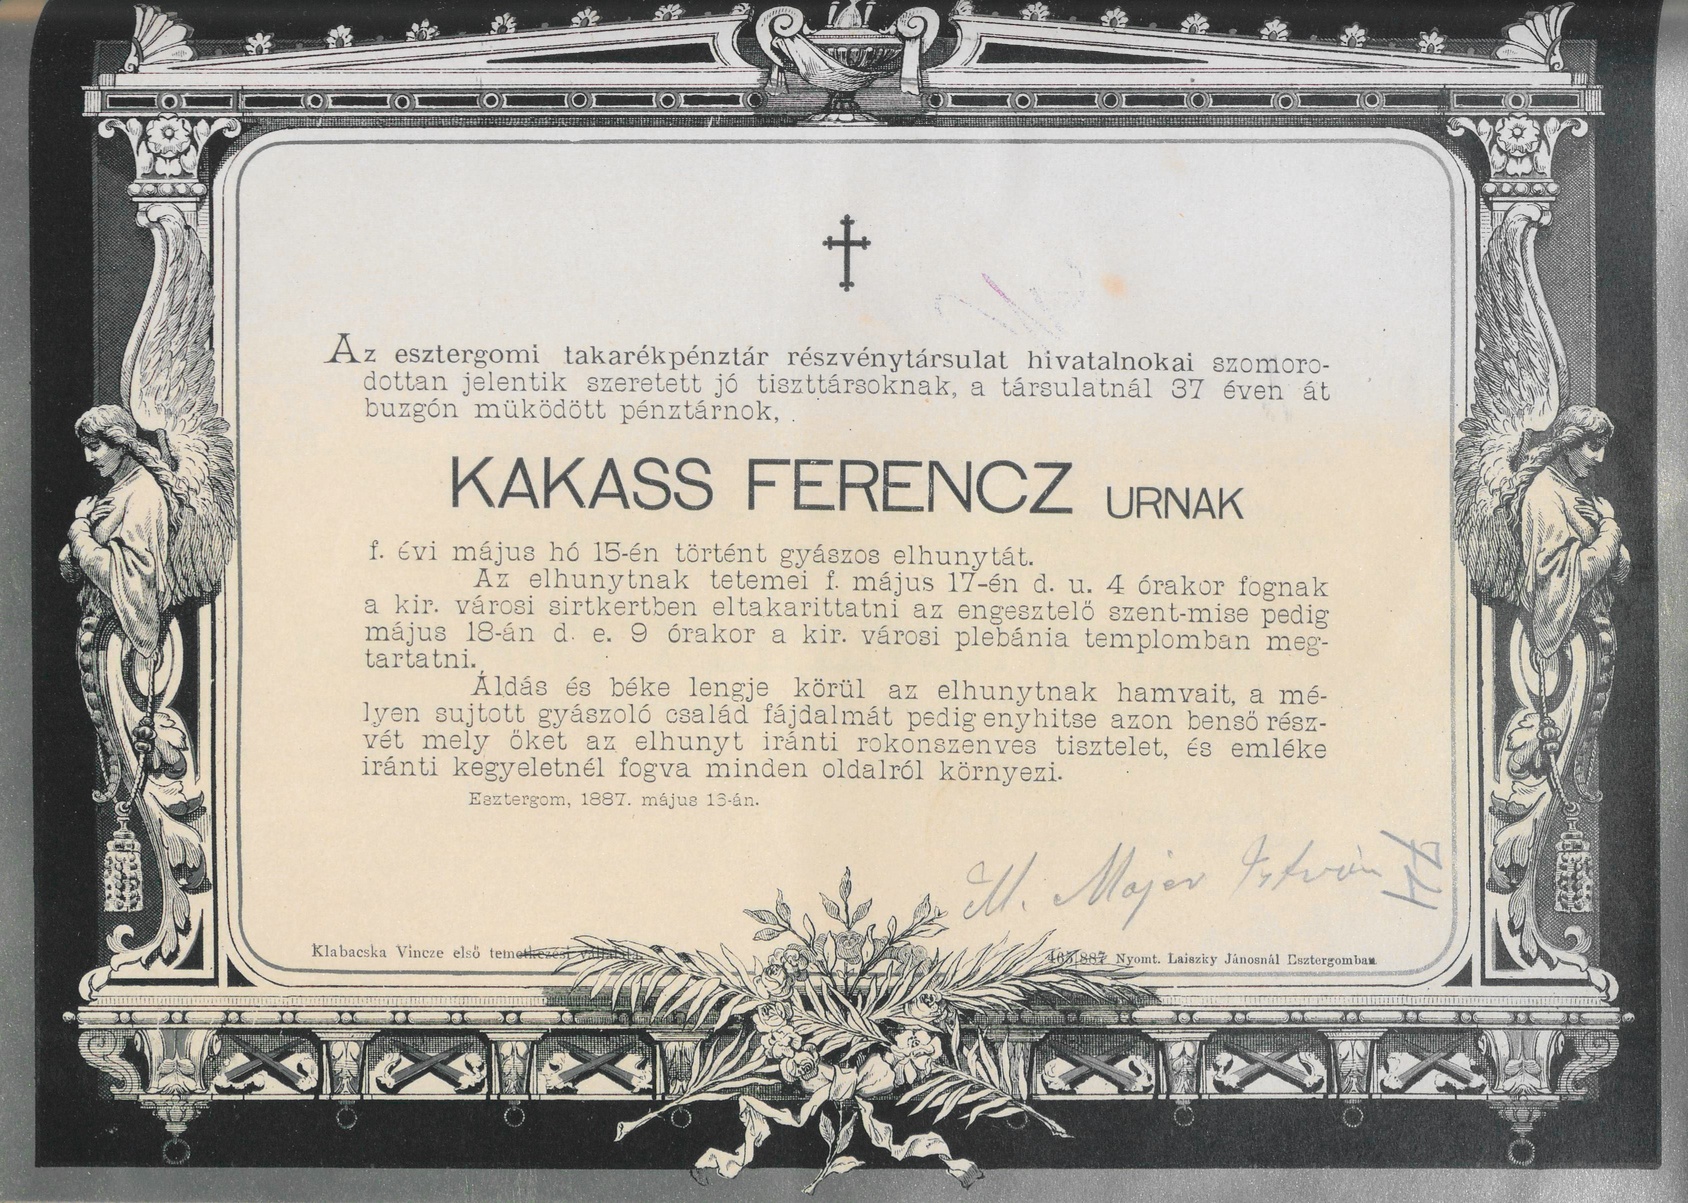 Az esztergomi takarékpénztár részvénytársulat hivatalnokai szomoro-
dottan jelentik szeretett jó tiszttársoknak, a társulatnál 37 éven át
buzgón müködött pénztárnok,
KAKASS FERENCZ URNAK
f. évi május hó 15-én történt gyászos elhunytát.
Az elhunytnak tetemei f. május 17-én d. u. 4 órakor fognak
a kir. városi sirtkertben eltakarittatni az engesztelő szent-mise pedig
május 18-án d. e. 9 órakor a kir. városi plebánia templomban meg-
tartatni.
Áldás és béke lengje körül az elhunytnak hamvait, a mé-
lyen sujtott gyászoló család fájdalmát pedig enyhitse azon benső rész-
vét mely őket az elhunyt iránti rokonszenves tisztelet, és emléke
iránti kegyeletnél fogva minden oldalról környezi.
Esztergom, 1887. május 16-án.
M. Majer István
Klabacska Vincze első temetkezési vállalata.
Nyomt. Laiszky Jánosnál Esztergomban